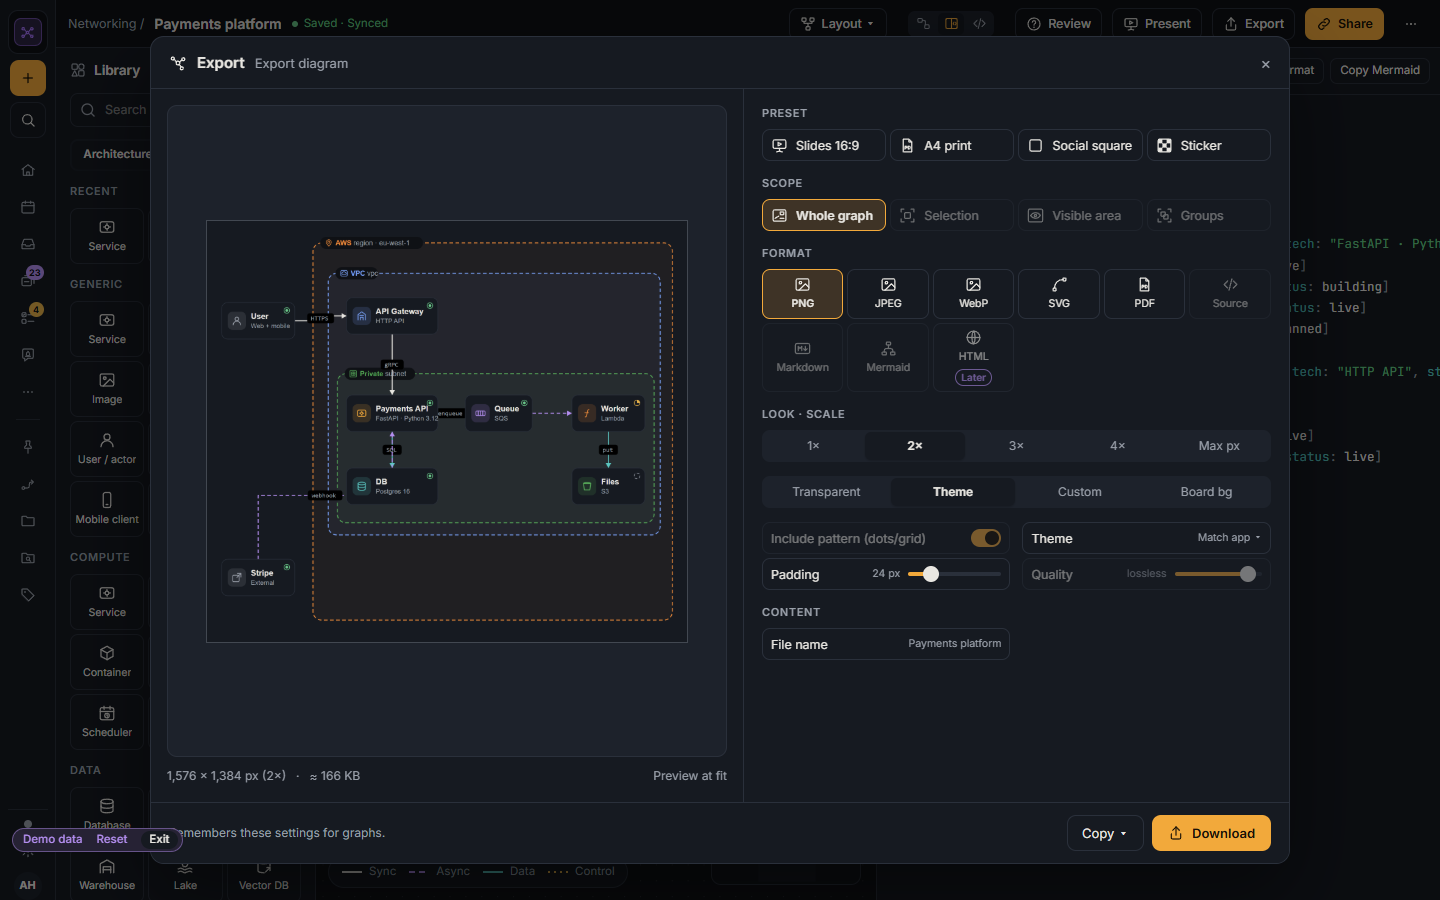 Networking / Payments platform Saved · Synced
Layout
Review
Present
Export
Share
Library
Search
Architecture
RECENT
Service
GENERIC
Service
Image
User / actor
Mobile client
COMPUTE
Service
Container
Scheduler
DATA
Database
Warehouse
Lake
Vector DB
23
4
AH
Demo data Reset Exit
Export Export diagram
AWS region · eu-west-1
VPC vpc
User
Web + mobile
HTTPS
API Gateway
HTTP API
gRPC
Private subnet
Payments API
FastAPI · Python 3.12
enqueue
Queue
SQS
Worker
Lambda
SQL
put
DB
Postgres 16
Files
S3
webhook
Stripe
External
1,576 × 1,384 px (2×) · ≈ 166 KB
Preview at fit
PRESET
Slides 16:9
A4 print
Social square
Sticker
SCOPE
Whole graph
Selection
Visible area
Groups
FORMAT
PNG
JPEG
WebP
SVG
PDF
Source
Markdown
Mermaid
HTML
Later
LOOK · SCALE
1×
2×
3×
4×
Max px
Transparent
Theme
Custom
Board bg
Include pattern (dots/grid)
Theme Match app
Padding 24 px
Quality lossless
CONTENT
File name Payments platform
emembers these settings for graphs.
Copy
Download
rmat
Copy Mermaid
tech: "FastAPI · Pyth
ve]
tus: building]
tatus: live]
nned]
tech: "HTTP API", st
ive]
status: live]
Sync
Async
Data
Control